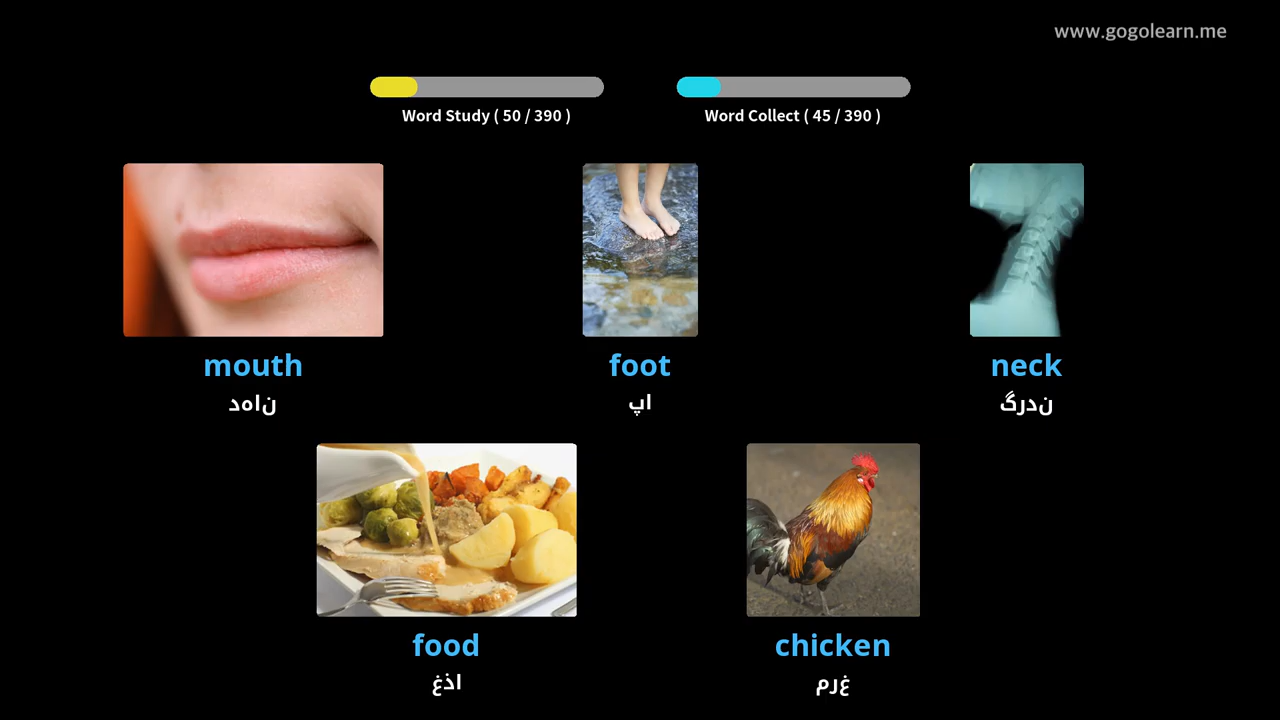 www.gogolearn.me
Word Study ( 50 / 390 )
Word Collect ( 45 / 390 )
mouth
ناهد
foot
اپ
neck
ندرگ
food
اذغ
chicken
غرم